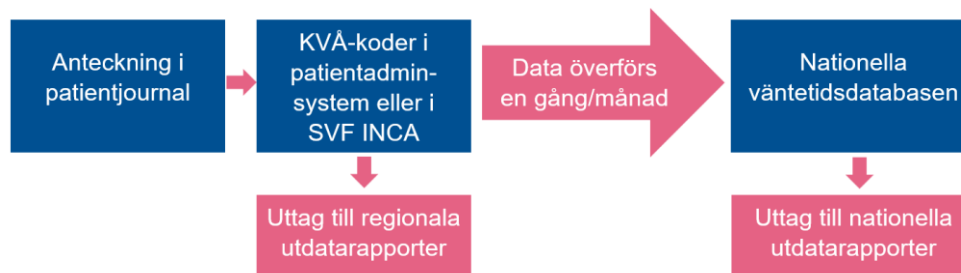 Anteckning i
patientjournal
KVÅ-koder i
patientadmin-
system eller i
SVF INCA
Data överförs
en gång/månad
Nationella
väntetidsdatabasen
Uttag till regionala
utdatarapporter
Uttag till nationella
utdatarapporter